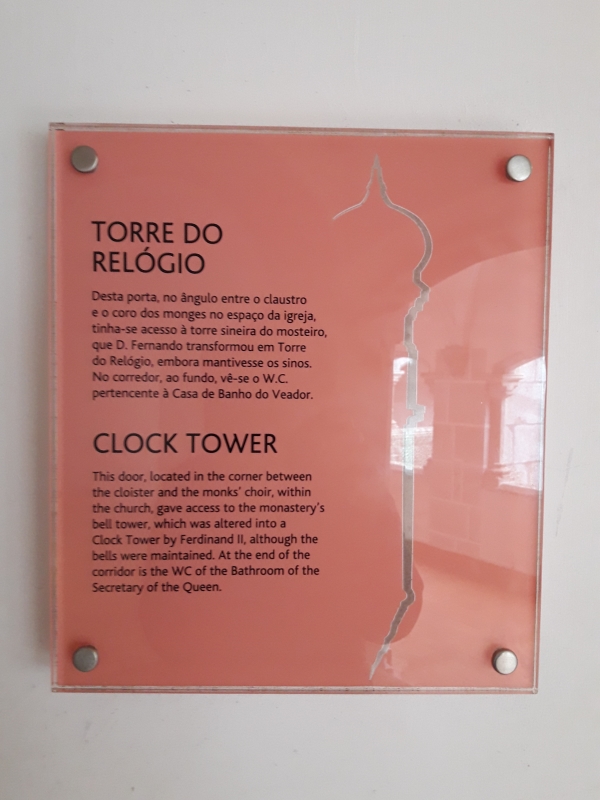 TORRE DO
RELÓGIO
Desta porta, no ângulo entre o claustro
e o coro dos monges no espaço da igreja,
tinha-se acesso à torre sineira do mosteiro,
que D. Fernando transformou em Torre
do Relógio, embora mantivesse os sinos.
No corredor, ao fundo, vê-se o W.C.
pertencente à Casa de Banho do Veador.
CLOCK TOWER
This door, located in the corner between
the cloister and the monks' choir, within
the church, gave access to the monastery's
bell tower, which was altered into a
Clock Tower by Ferdinand II, although the
bells were maintained. At the end of the
corridor is the WC of the Bathroom of the
Secretary of the Queen.